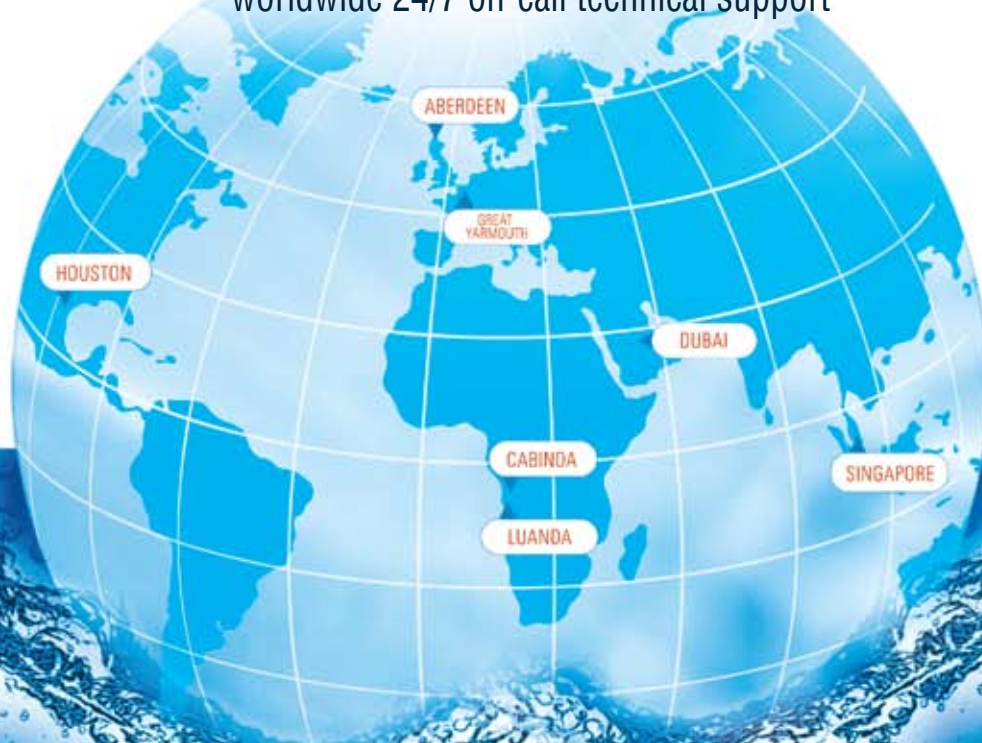 worldwide 24/7 on-call technical support
ABERDEEN
GREAT
YARMOUTH
HOUSTON
DUBAI
CABINDA
SINGAPORE
LUANDA